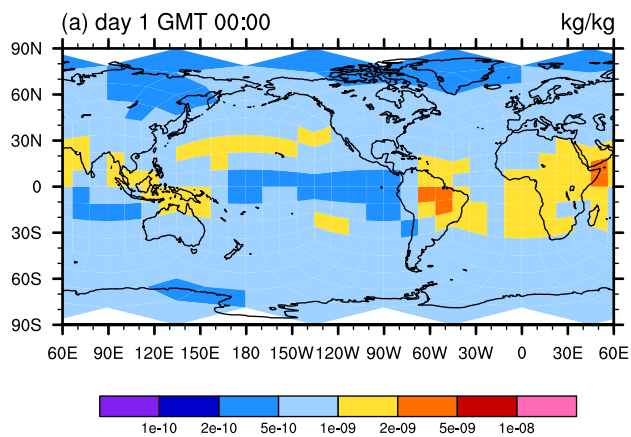 (a) day 1 GMT 00:00 kg/kg
90N
60N
30N
0
30S
60S
90S
60E 90E 120E 150E 180 150W 120W 90W 60W 30W 0 30E 60E
1e-10 2e-10 5e-10 1e-09 2e-09 5e-09 1e-08